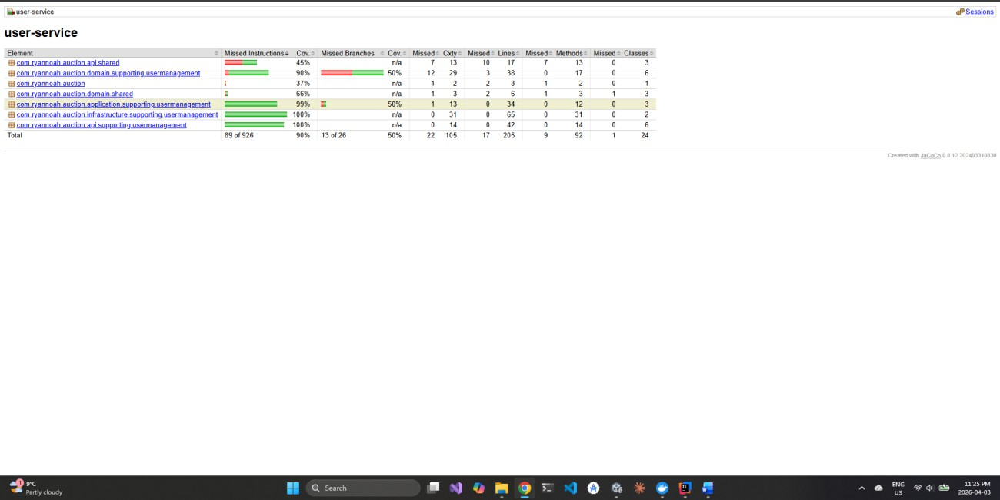 user-service Sessions
user-service
Element Missed Instructions Cov. Missed Branches Cov. Missed Cxty Missed Lines Missed Methods Missed Classes
com.ryannoah.auction.api.shared 45% n/a 7 13 10 17 7 13 0 3
com.ryannoah.auction.domain.supporting.usermanagement 90% 50% 12 29 3 38 0 17 0 6
com.ryannoah.auction 37% n/a 1 2 2 3 1 2 0 1
com.ryannoah.auction.domain.shared 66% n/a 1 3 2 6 1 3 1 3
com.ryannoah.auction.application.supporting.usermanagement 99% 50% 1 13 0 34 0 12 0 3
com.ryannoah.auction.infrastructure.supporting.usermanagement 100% n/a 0 31 0 65 0 31 0 2
com.ryannoah.auction.api.supporting.usermanagement 100% n/a 0 14 0 42 0 14 0 6
Total 89 of 926 90% 13 of 26 50% 22 105 17 205 9 92 1 24
Created with JaCoCo 0.8.12.202403310830
1 9°C
Partly cloudy
Search
ENG
US
11:25 PM
2026-04-03